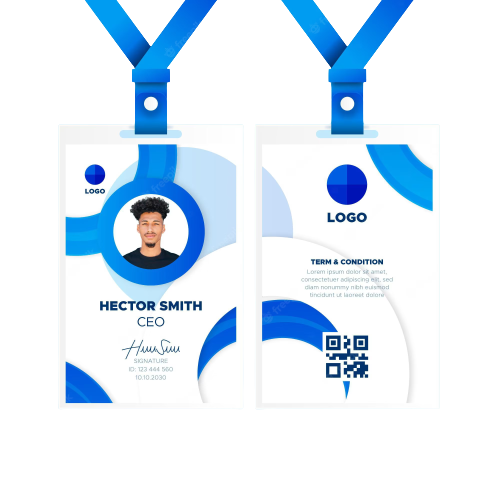 LOGO
HECTOR SMITH
CEO
SIGNATURE
ID: 123 444 560
10.10.2030
LOGO
TERM & CONDITION
Lorem ipsum dolor sit amet,
consectetuer adipiscing elit, sed
diam nonummy nibh euismod
tincidunt ut laoreet dolore